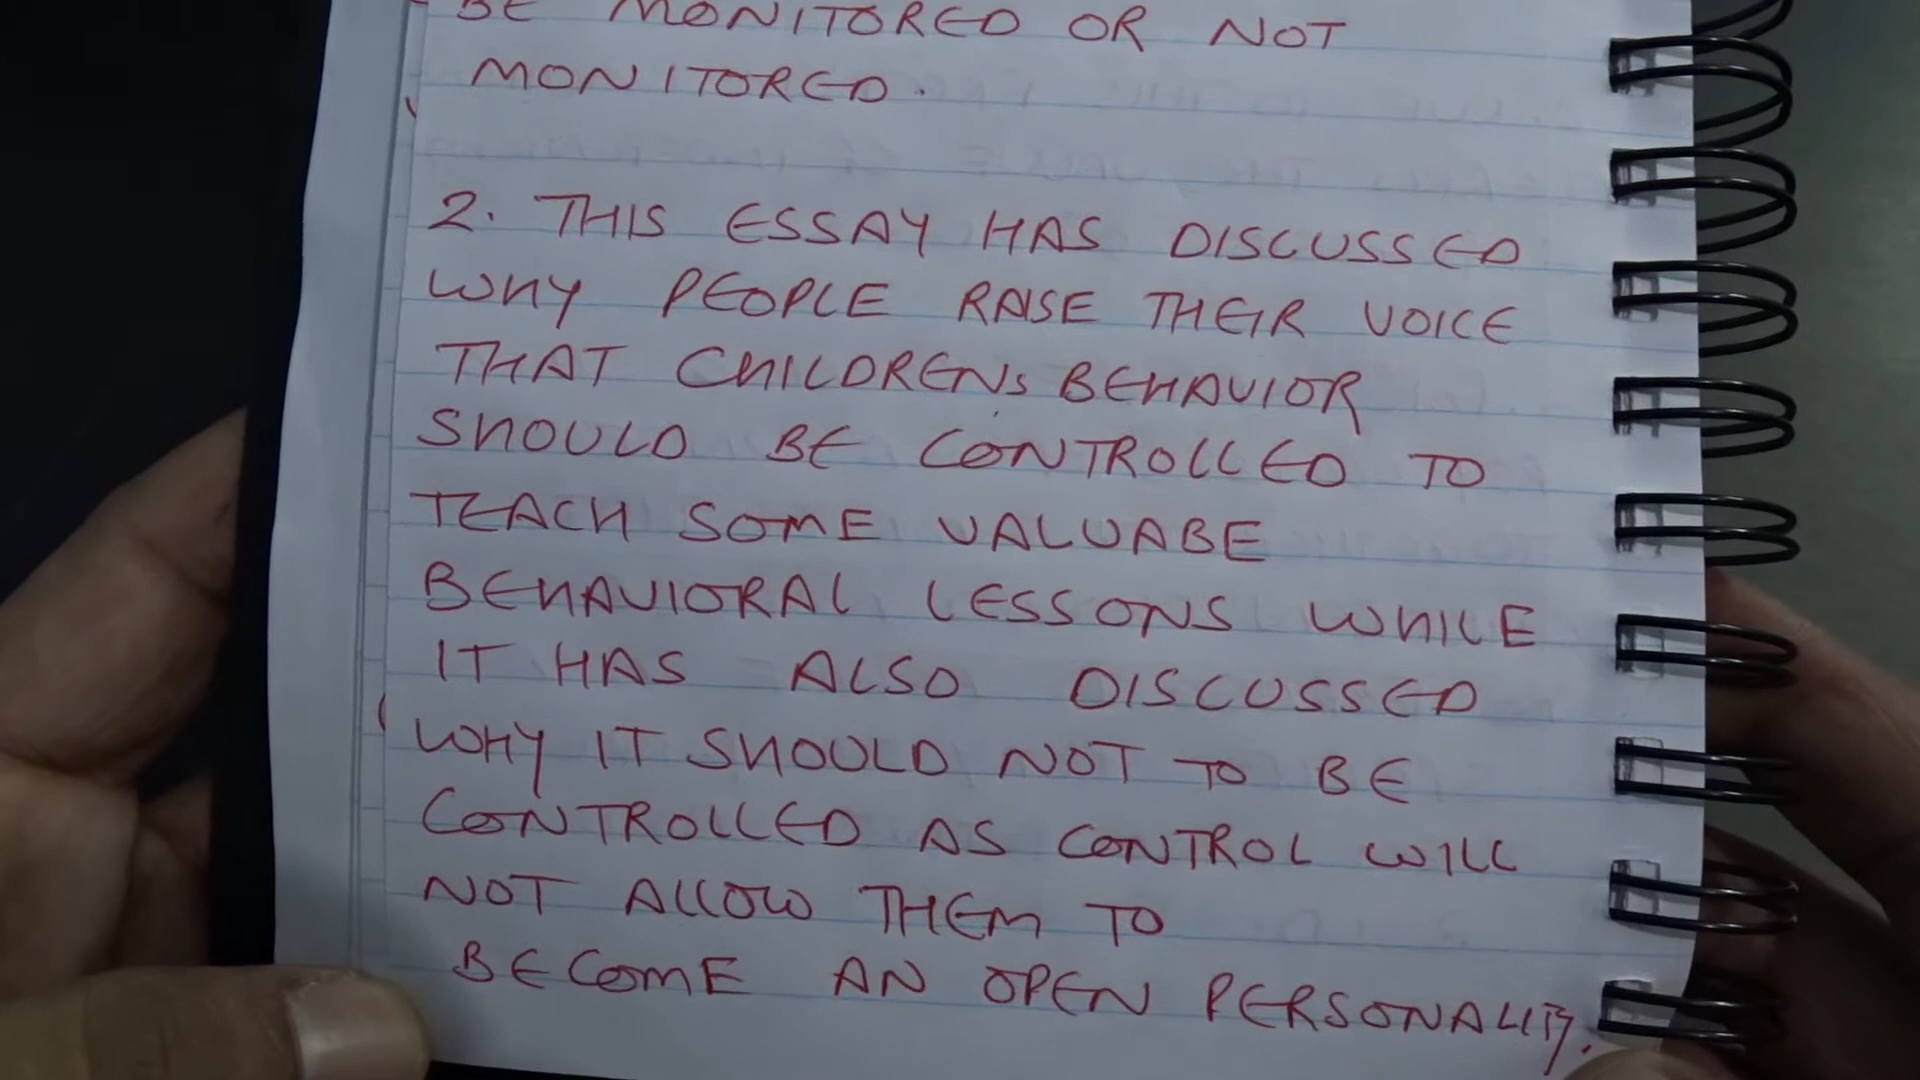 BE MONITORED OR NOT
MONITORED.
2. THIS ESSAY HAS DISCUSSED
WHY PEOPLE RAISE THEIR VOICE
THAT CHILDRENS BEHAVIOR
SHOULD BE CONTROLLED TO
TEACH SOME VALUABE
BEHAVIORAL LESSONS WHILE
IT HAS ALSO DISCUSSED
WHY IT SHOULD NOT TO BE
CONTROLLED AS CONTROL WILL
NOT ALLOW THEM TO
BECOME AN OPEN PERSONALITY.